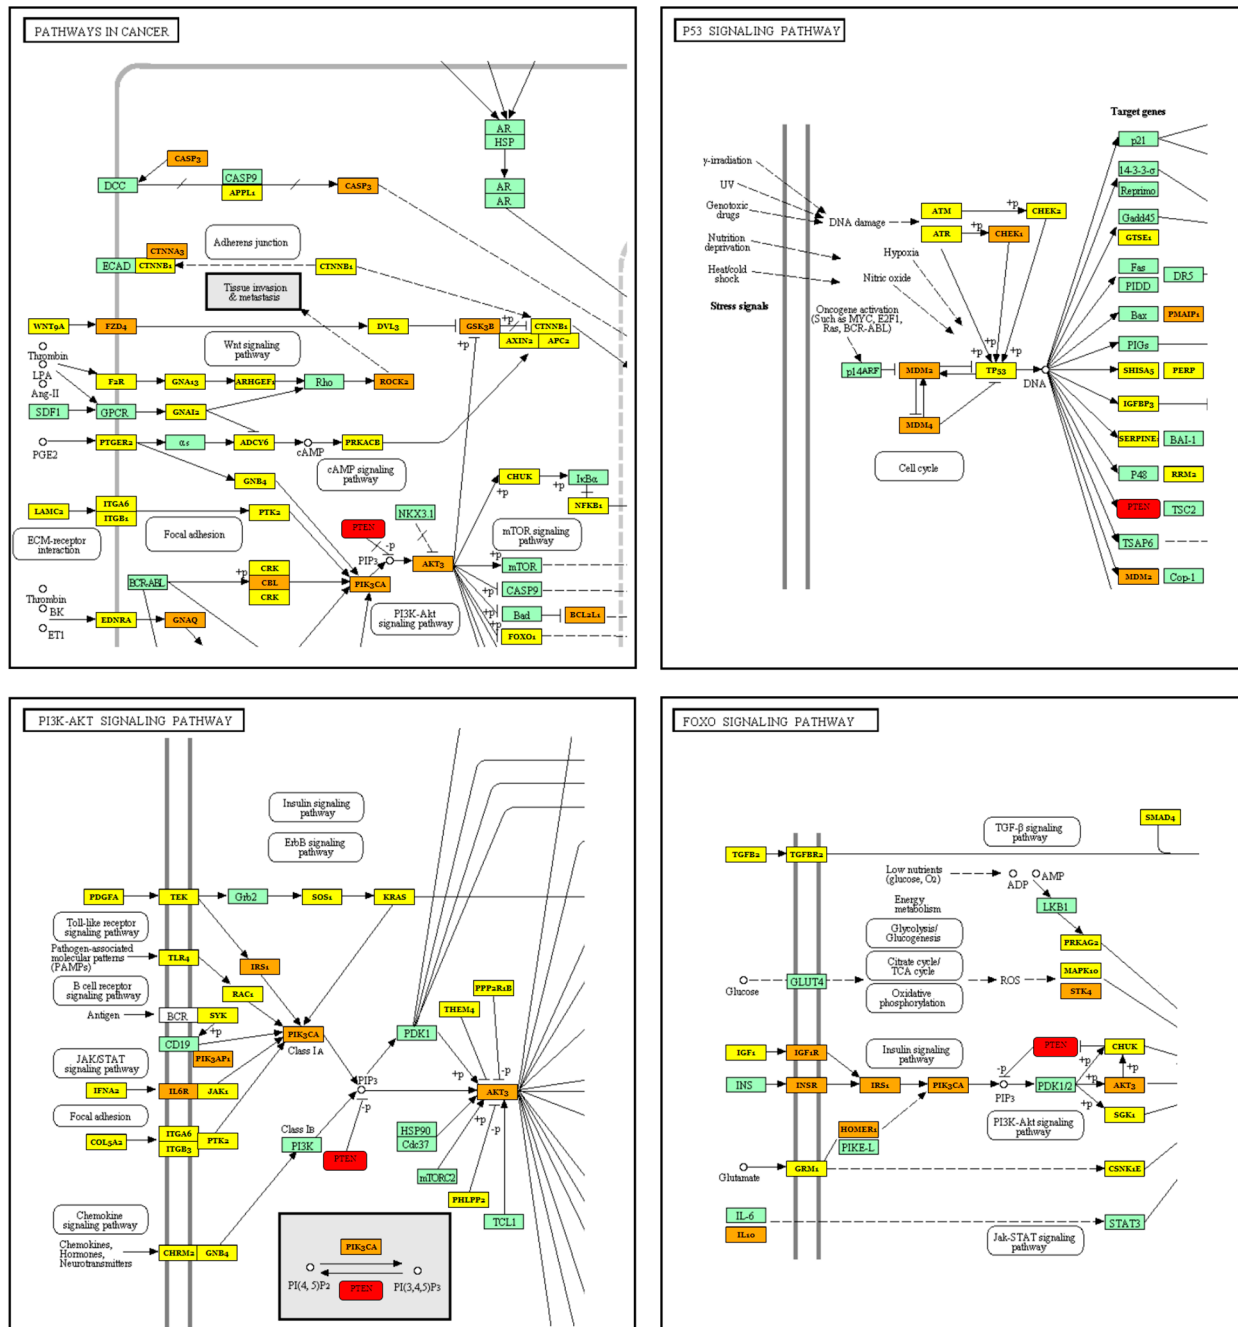 PATHWAYS IN CANCER
AR
HSP
AR
AR
CASP3
DCC
CASP9
APPL1
CASP3
Adherens junction
CTNNA3
ECAD
CTNNB1
CTNNB1
Tissue invasion
& metastasis
WNT9A
FZD4
DVL3
GSK3B
+p
CTNNB1
AXIN2
APC2
+p
Wnt signaling
pathway
Thrombin
LPA
Ang-II
F2R
GNA13
ARHGEF1
Rho
ROCK2
SDF1
GPCR
GNAI2
PGE2
PTGER2
αs
ADCY6
cAMP
PRKACB
cAMP signaling
pathway
GNB4
CHUK
+p
IκBα
+p
NFKB1
LAMC2
ITGA6
ITGB1
PTK2
Focal adhesion
ECM-receptor
interaction
PTEN
NKX3.1
mTOR signaling
pathway
-p
PIP3
AKT3
+p
mTOR
BCR-ABL
+p
CRK
CBL
CRK
PIK3CA
+p
CASP9
PI3K-Akt
signaling pathway
+p
Bad
BCL2L1
+p
FOXO1
Thrombin
BK
ET1
EDNRA
GNAQ
P53 SIGNALING PATHWAY
Target genes
γ-irradiation
UV
Genotoxic
drugs
Nutrition
deprivation
Heat/cold
shock
Stress signals
DNA damage
ATM
+p
CHEK2
ATR
+p
CHEK1
Hypoxia
Nitric oxide
Oncogene activation
(Such as MYC, E2F1,
Ras, BCR-ABL)
+p
+p
+p
p14ARF
MDM2
TP53
DNA
MDM4
Cell cycle
p21
14-3-3-σ
Reprimo
Gadd45
GTSE1
Fas
PIDD
DR5
Bax
PMAIP1
PIGs
SHISA5
PERP
IGFBP3
SERPINE1
BAI-1
P48
RRM2
PTEN
TSC2
TSAP6
MDM2
Cop-1
PI3K-AKT SIGNALING PATHWAY
Insulin signaling
pathway
ErbB signaling
pathway
PDGFA
TEK
Grb2
SOS1
KRAS
Toll-like receptor
signaling pathway
Pathogen-associated
molecular patterns
(PAMPs)
TLR4
IRS1
B cell receptor
signaling pathway
RAC1
Antigen
BCR
SYK
+p
CD19
PIK3AP1
PIK3CA
Class IA
PPP2R1B
THEM4
PDK1
-p
+p
JAK/STAT
signaling pathway
IFNA2
IL6R
JAK1
PIP3
-p
AKT3
Focal adhesion
COL5A2
ITGA6
ITGB3
PTK2
Class IB
PI3K
PTEN
+p
-p
HSP90
Cdc37
mTORC2
PHLPP2
TCL1
Chemokine
signaling pathway
Chemokines,
Hormones,
Neurotransmitters
CHRM2
GNB4
PIK3CA
PI(4, 5)P2
PI(3,4,5)P3
PTEN
FOXO SIGNALING PATHWAY
SMAD4
TGF-β signaling
pathway
TGFB2
TGFBR2
Low nutrients
(glucose, O2)
ADP
AMP
Energy
metabolism
LKB1
Glycolysis/
Glucogenesis
PRKAG2
Citrate cycle/
TCA cycle
Oxidative
phosphorylation
Glucose
GLUT4
ROS
MAPK10
STK4
PTEN
IGF1
IGF1R
Insulin signaling
pathway
CHUK
-p
+p
INS
INSR
IRS1
PIK3CA
PIP3
PDK1/2
+p
+p
AKT3
+p
SGK1
PI3K-Akt signaling
pathway
HOMER1
PIKE-L
Glutamate
GRM1
CSNK1E
IL-6
IL10
STAT3
Jak-STAT signaling
pathway